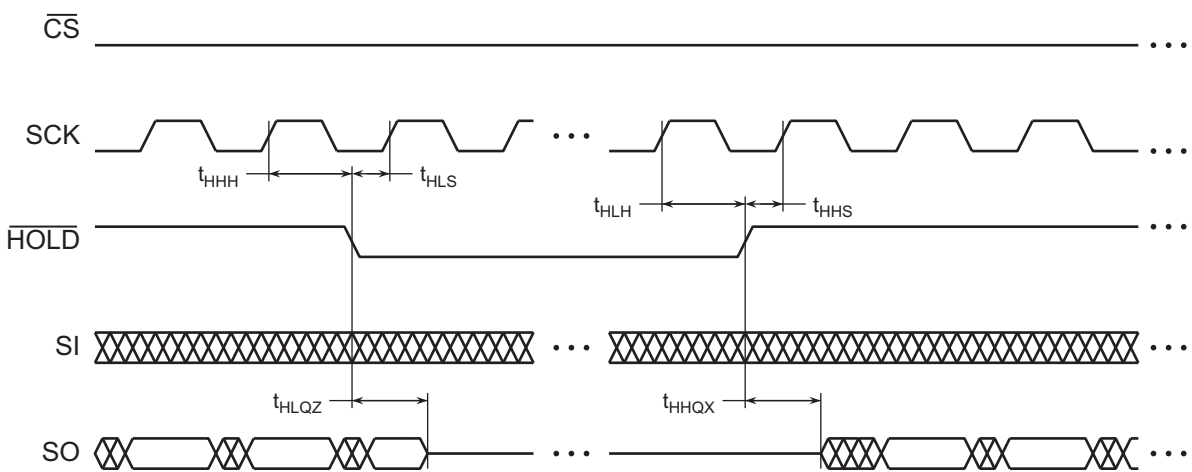 CS
SCK
tHHH
tHLS
tHLH
tHHS
HOLD
SI
tHLQZ
tHHQX
SO